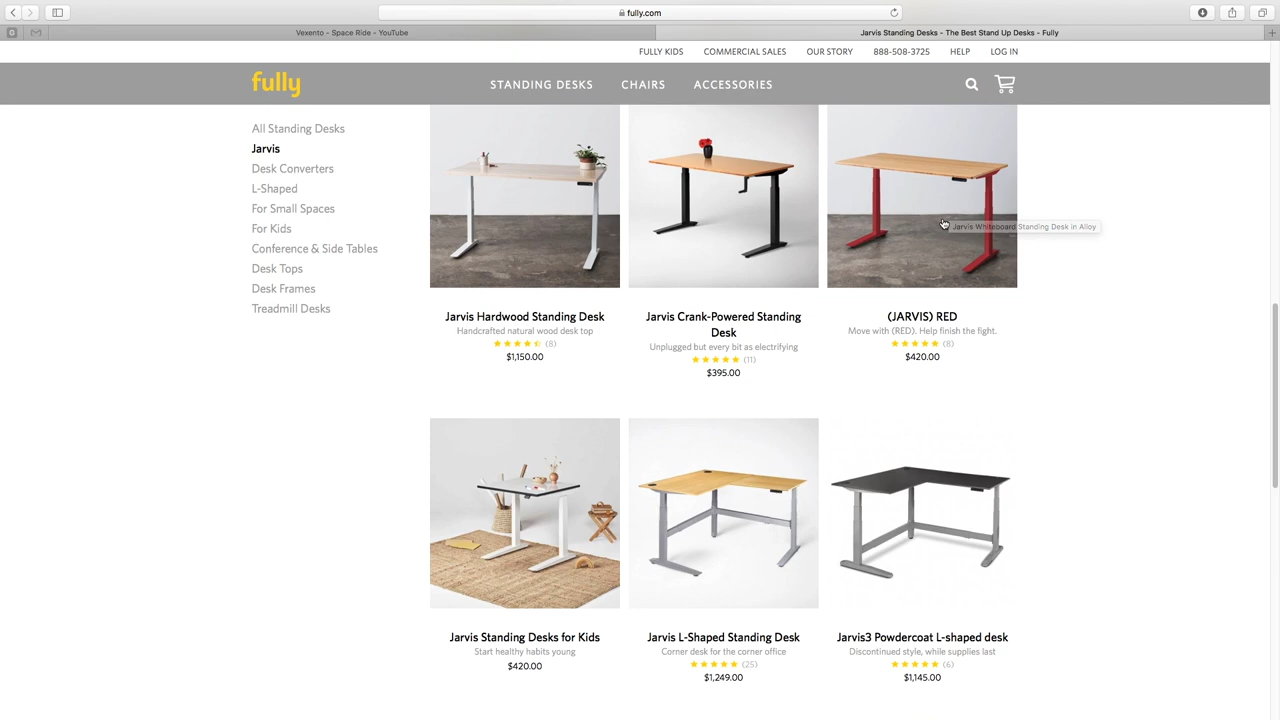 fully.com
Vexento - Space Ride - YouTube
Jarvis Standing Desks - The Best Stand Up Desks - Fully
FULLY KIDS
COMMERCIAL SALES
OUR STORY
888-508-3725
HELP
LOG IN
fully
STANDING DESKS
CHAIRS
ACCESSORIES
All Standing Desks
Jarvis
Desk Converters
L-Shaped
For Small Spaces
For Kids
Conference & Side Tables
Desk Tops
Desk Frames
Treadmill Desks
Jarvis Whiteboard Standing Desk in Alloy
Jarvis Hardwood Standing Desk
Handcrafted natural wood desk top
(8)
$1,150.00
Jarvis Crank-Powered Standing
Desk
Unplugged but every bit as electrifying
(11)
$395.00
(JARVIS) RED
Move with (RED). Help finish the fight.
(8)
$420.00
Jarvis Standing Desks for Kids
Start healthy habits young
$420.00
Jarvis L-Shaped Standing Desk
Corner desk for the corner office
(25)
$1,249.00
Jarvis3 Powdercoat L-shaped desk
Discontinued style, while supplies last
(6)
$1,145.00